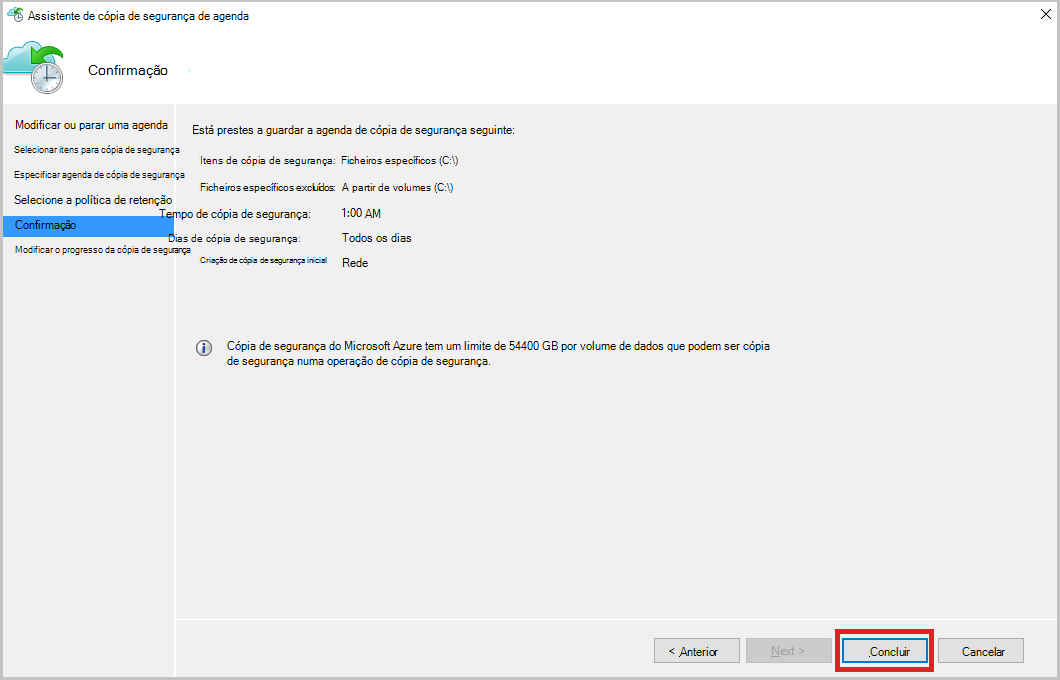 Assistente de cópia de segurança de agenda
Confirmação
Modificar ou parar uma agenda
Selecionar itens para cópia de segurança
Especificar agenda de cópia de segurança
Selecione a política de retenção
Confirmação
Modificar o progresso da cópia de segurança
Está prestes a guardar a agenda de cópia de segurança seguinte:
Itens de cópia de segurança: Ficheiros específicos (C:\)
Ficheiros específicos excluídos: A partir de volumes (C:\)
Tempo de cópia de segurança: 1:00 AM
Dias de cópia de segurança: Todos os dias
Criação de cópia de segurança inicial Rede
Cópia de segurança do Microsoft Azure tem um limite de 54400 GB por volume de dados que podem ser cópia
de segurança numa operação de cópia de segurança.
< Anterior Next > Concluir Cancelar